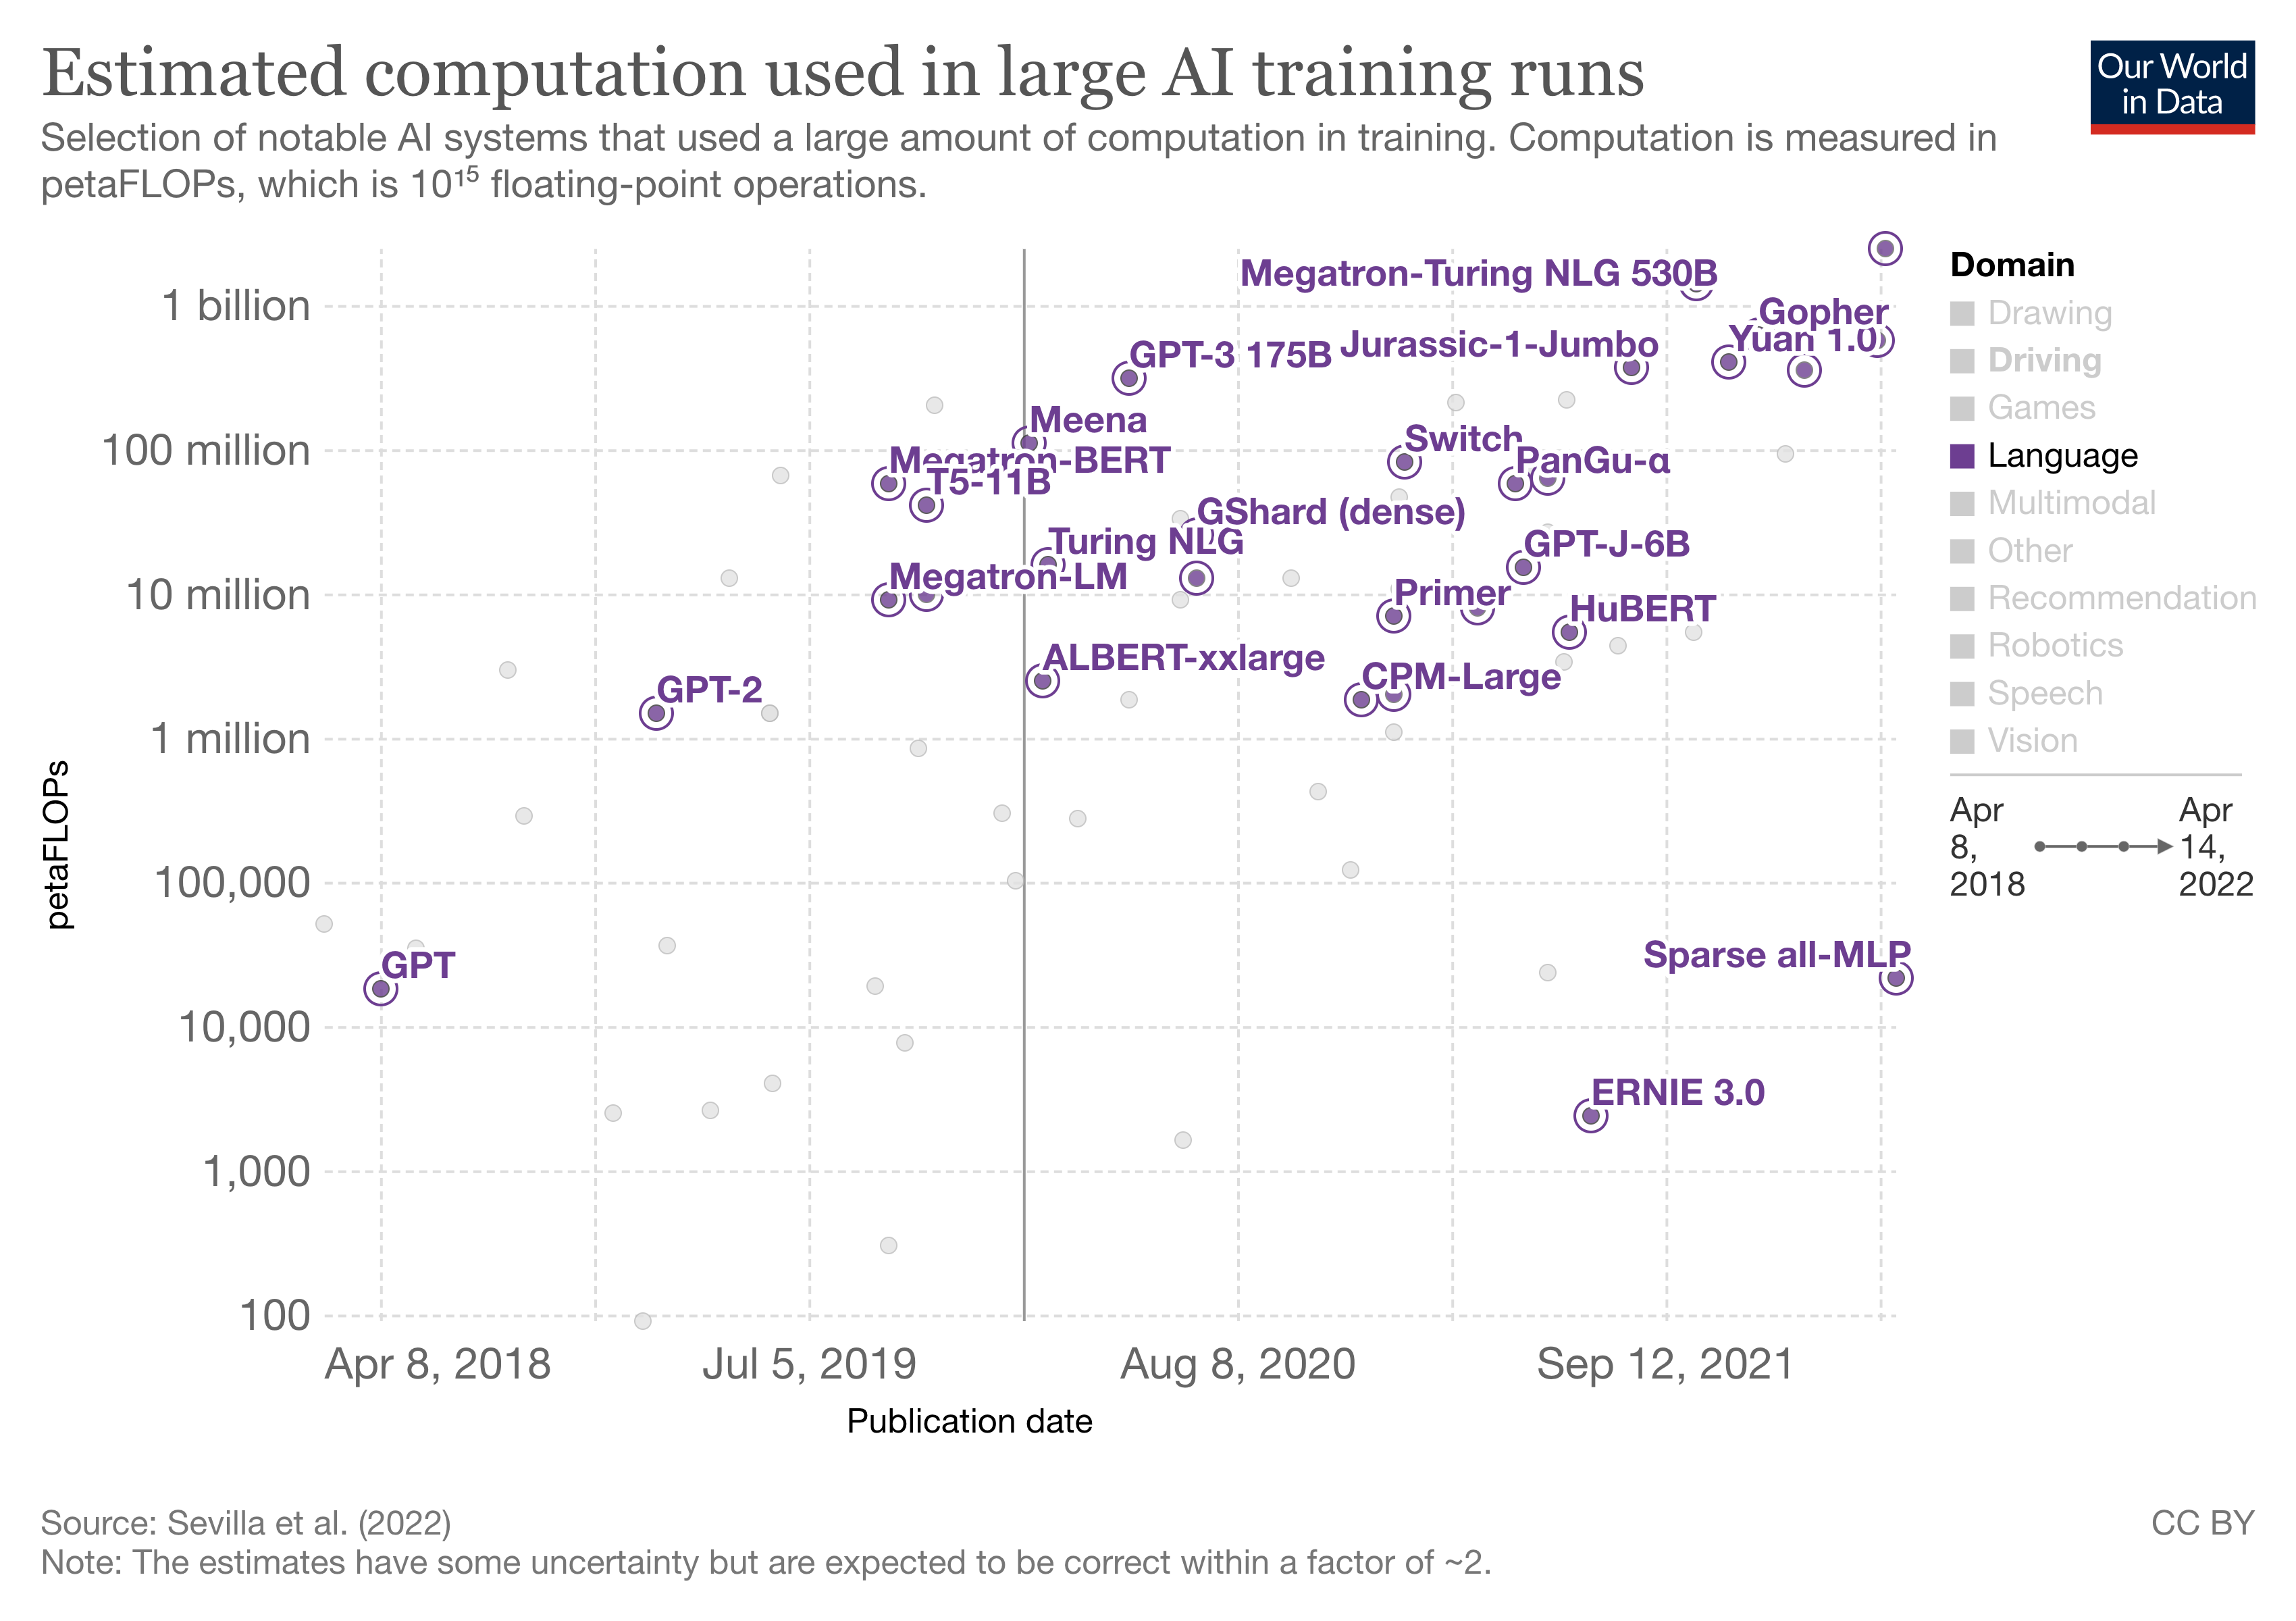 Estimated computation used in large AI training runs
Our World
in Data
Selection of notable AI systems that used a large amount of computation in training. Computation is measured in
petaFLOPs, which is 10¹⁵ floating-point operations.
1 billion
100 million
10 million
1 million
100,000
10,000
1,000
100
petaFLOPs
Megatron-Turing NLG 530B
Gopher
Yuan 1.0
GPT-3 175B
Jurassic-1-Jumbo
Meena
Switch
Megatron-BERT
PanGu-α
T5-11B
GShard (dense)
Turing NLG
GPT-J-6B
Megatron-LM
Primer
HuBERT
ALBERT-xxlarge
CPM-Large
GPT-2
GPT
Sparse all-MLP
ERNIE 3.0
Apr 8, 2018
Jul 5, 2019
Aug 8, 2020
Sep 12, 2021
Publication date
Domain
Drawing
Driving
Games
Language
Multimodal
Other
Recommendation
Robotics
Speech
Vision
Apr
8,
2018
Apr
14,
2022
Source: Sevilla et al. (2022)
CC BY
Note: The estimates have some uncertainty but are expected to be correct within a factor of ~2.